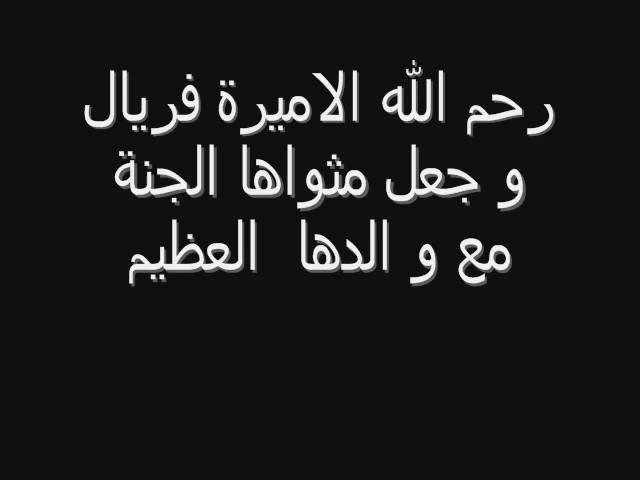 رحم الله الاميرة فريال
و جعل مثواها الجنة
مع و الدها العظيم